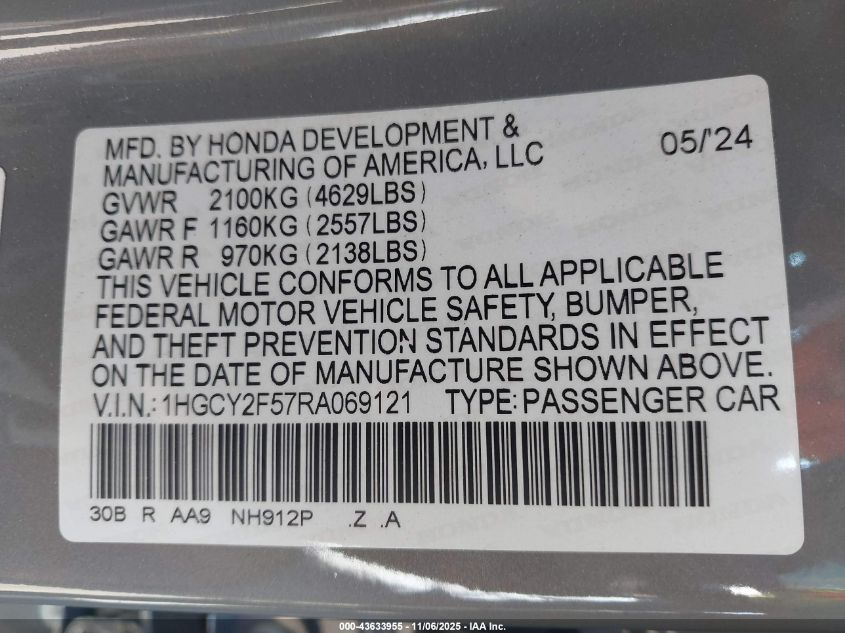 MFD. BY HONDA DEVELOPMENT & 05/'24
MANUFACTURING OF AMERICA, LLC
GVWR 2100KG (4629LBS)
GAWR F 1160KG (2557LBS)
GAWR R 970KG (2138LBS)
THIS VEHICLE CONFORMS TO ALL APPLICABLE
FEDERAL MOTOR VEHICLE SAFETY, BUMPER,
AND THEFT PREVENTION STANDARDS IN EFFECT
ON THE DATE OF MANUFACTURE SHOWN ABOVE.
V.I.N.: 1HGCY2F57RA069121 TYPE: PASSENGER CAR
30B R AA9 NH912P .Z .A
000-43633955 - 11/06/2025 - IAA Inc.